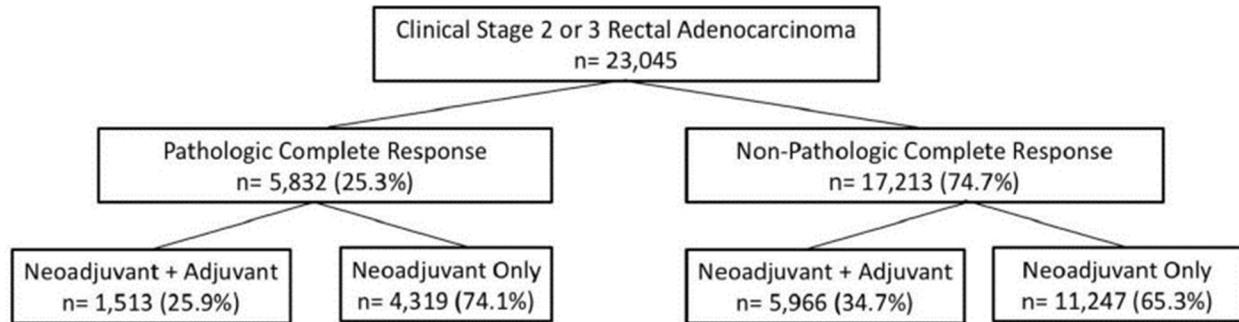 Clinical Stage 2 or 3 Rectal Adenocarcinoma
n= 23,045
Pathologic Complete Response
n= 5,832 (25.3%)
Non-Pathologic Complete Response
n= 17,213 (74.7%)
Neoadjuvant + Adjuvant
n= 1,513 (25.9%)
Neoadjuvant Only
n= 4,319 (74.1%)
Neoadjuvant + Adjuvant
n= 5,966 (34.7%)
Neoadjuvant Only
n= 11,247 (65.3%)